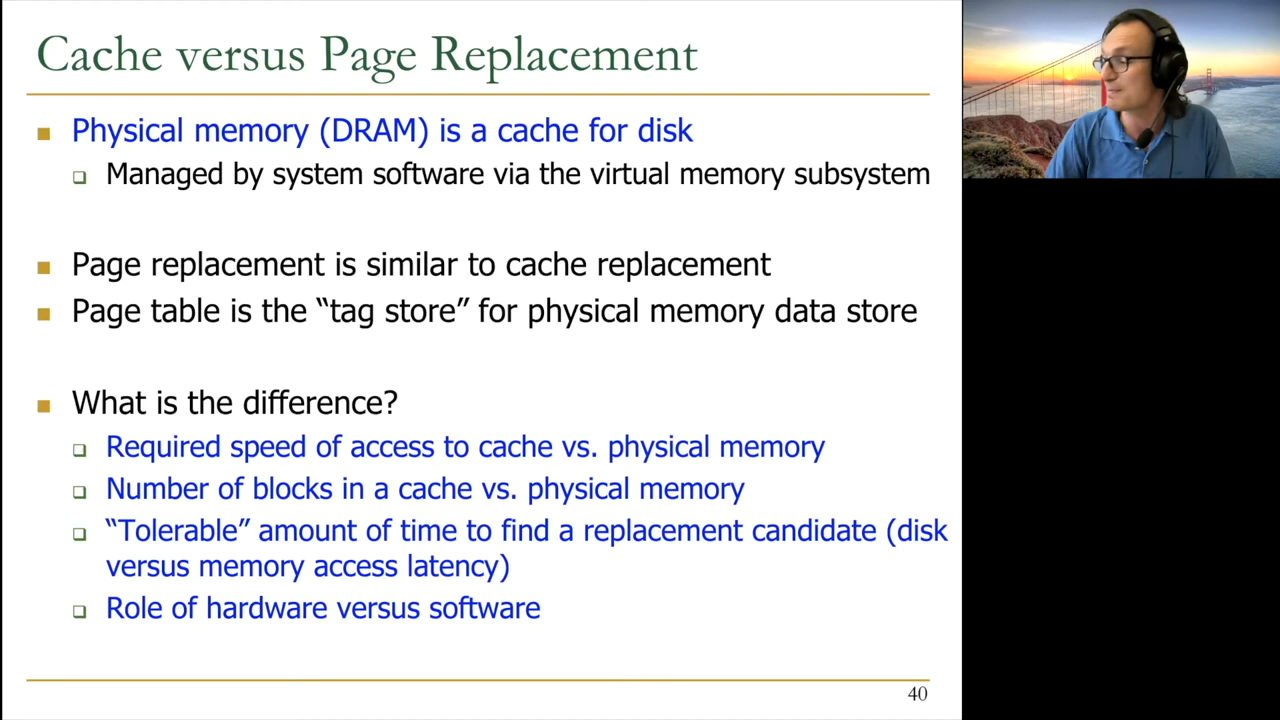 Cache versus Page Replacement
Physical memory (DRAM) is a cache for disk
Managed by system software via the virtual memory subsystem
Page replacement is similar to cache replacement
Page table is the “tag store” for physical memory data store
What is the difference?
Required speed of access to cache vs. physical memory
Number of blocks in a cache vs. physical memory
“Tolerable” amount of time to find a replacement candidate (disk
versus memory access latency)
Role of hardware versus software
40